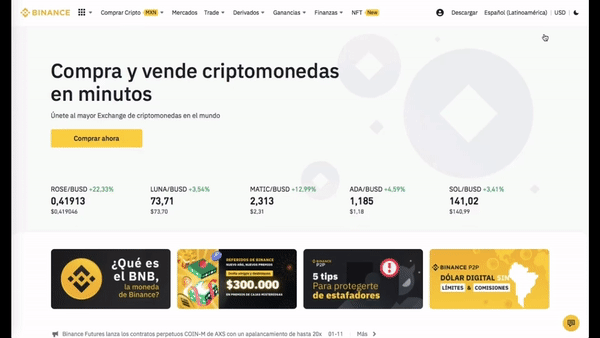 BINANCE
Comprar Cripto MXN Mercados Trade Derivados Ganancias Finanzas NFT New
Descargar Español (Latinoamérica) USD
Compra y vende criptomonedas
en minutos
Únete al mayor Exchange de criptomonedas en el mundo
Comprar ahora
ROSE/BUSD +22,33%
0,41913
$0,419046
LUNA/BUSD +3,54%
73,71
$73,70
MATIC/BUSD +12,99%
2,313
$2,31
ADA/BUSD +4,59%
1,185
$1,18
SOL/BUSD +3,41%
141,02
$140,99
¿Qué es
el BNB,
la moneda
de Binance?
REFERIDOS DE BINANCE
NUEVO AÑO, NUEVOS PREMIOS
$300.000
EN PREMIOS DE CAJAS MISTERIOSAS
BINANCE
P2P
5 tips
Para protegerte
de estafadores
BINANCE P2P
DÓLAR DIGITAL SIN
LÍMITES & COMISIONES
Binance Futures lanza los contratos perpetuos COIN-M de AXS con un apalancamiento de hasta 20x 01-11 Más